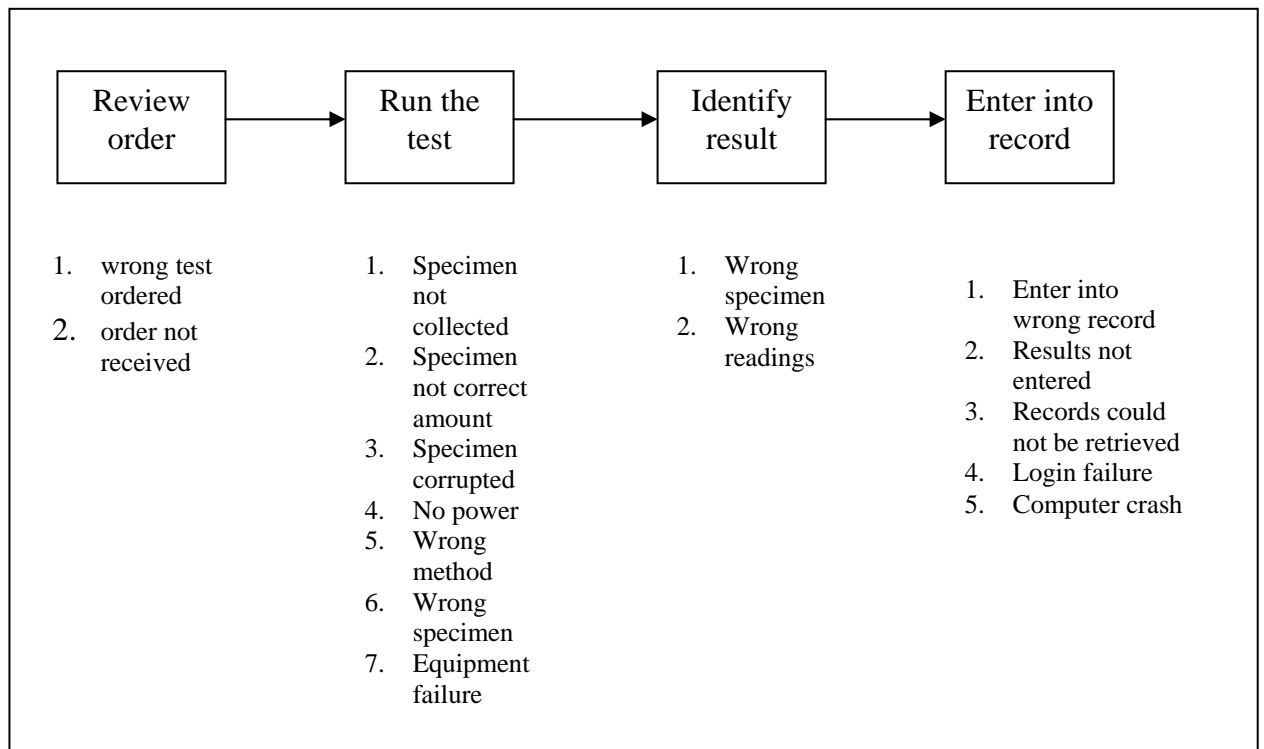 Review
order
Run the
test
Identify
result
Enter into
record
1. wrong test
ordered
2. order not
received
1. Specimen
not
collected
2. Specimen
not correct
amount
3. Specimen
corrupted
4. No power
5. Wrong
method
6. Wrong
specimen
7. Equipment
failure
1. Wrong
specimen
2. Wrong
readings
1. Enter into
wrong record
2. Results not
entered
3. Records could
not be retrieved
4. Login failure
5. Computer crash